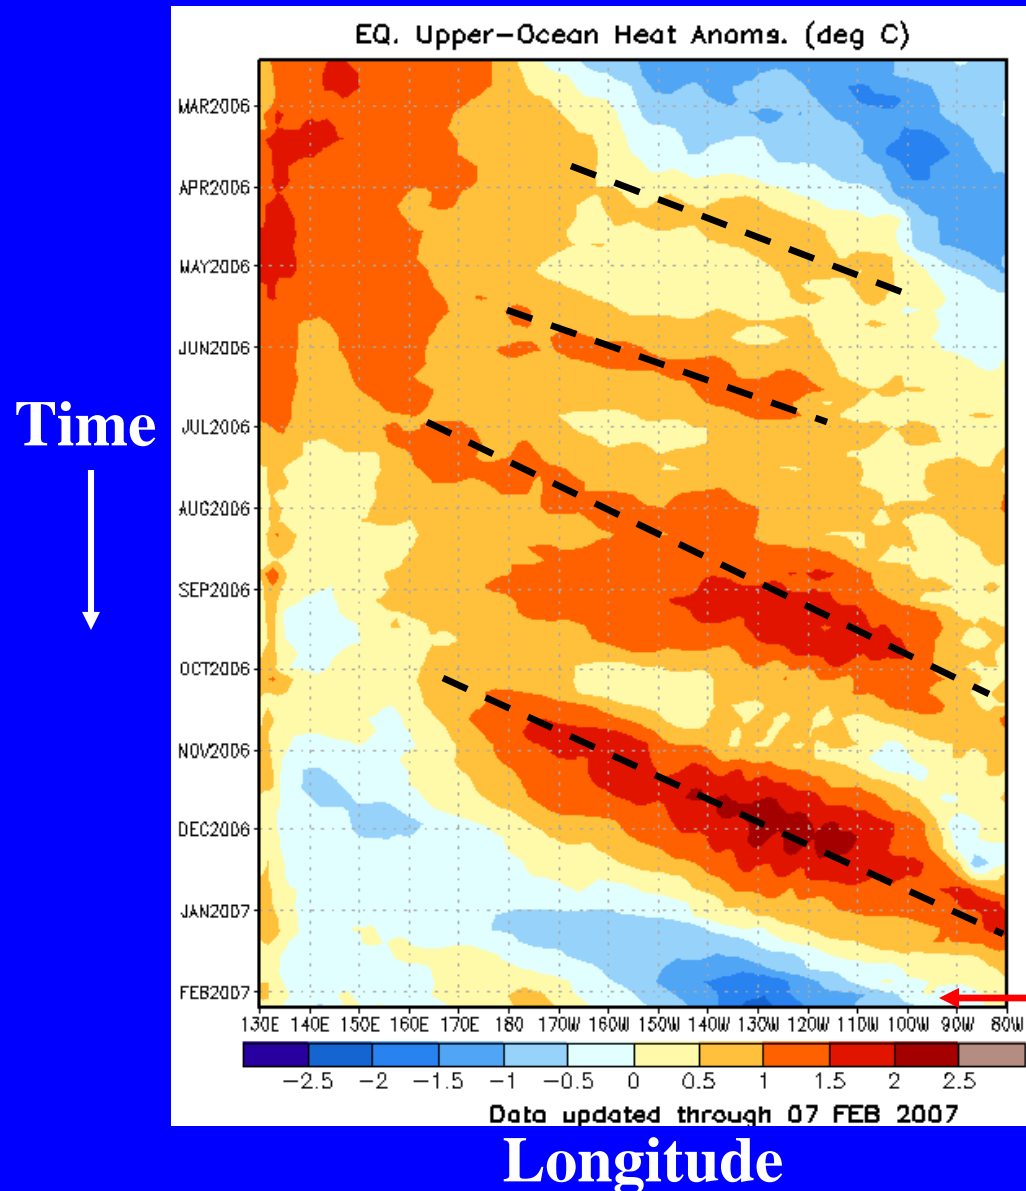 EQ. Upper-Ocean Heat Anoms. (deg C)
MAR2006
APR2006
MAY2006
JUN2006
Time
JUL2006
AUG2006
SEP2006
OCT2006
NOV2006
DEC2006
JAN2007
FEB2007
130E 140E 150E 160E 170E 180 170W 160W 150W 140W 130W 120W 110W 100W 90W 80W
-2.5 -2 -1.5 -1 -0.5 0 0.5 1 1.5 2 2.5
Data updated through 07 FEB 2007
Longitude